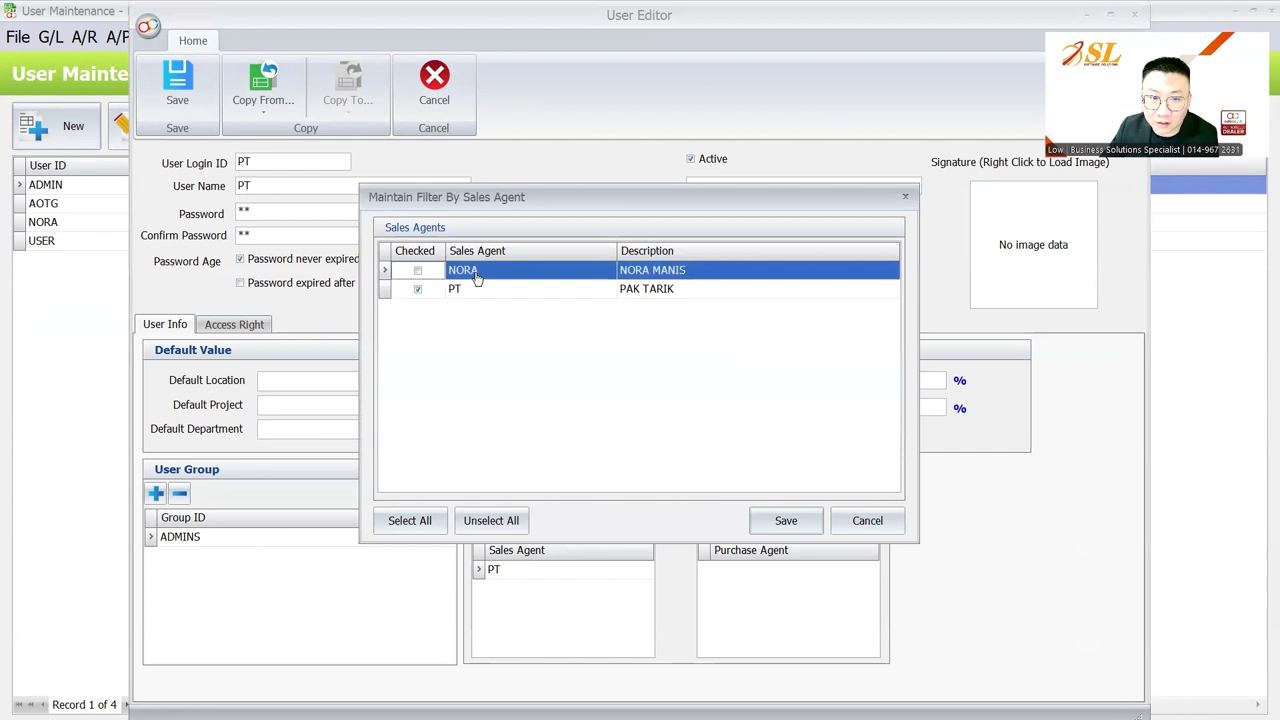 User Maintenance -
User Editor
File G/L A/R A/P
Home
User Mainte
Save
Copy From...
Copy To...
Cancel
Save
Copy
Cancel
New
SL
SOFTWARE SOLUTIONS
DEALER
Low | Business Solutions Specialist | 014-967 2631
User ID
ADMIN
AOTG
NORA
USER
User Login ID
PT
Active
Signature (Right Click to Load Image)
User Name
PT
Password
**
Confirm Password
**
Password Age
Password never expired
Password expired after
No image data
Maintain Filter By Sales Agent
Sales Agents
Checked
Sales Agent
Description
NORA
NORA MANIS
PT
PAK TARIK
Select All
Unselect All
Save
Cancel
User Info
Access Right
Default Value
Default Location
%
Default Project
%
Default Department
User Group
Group ID
ADMINS
Sales Agent
PT
Purchase Agent
Record 1 of 4